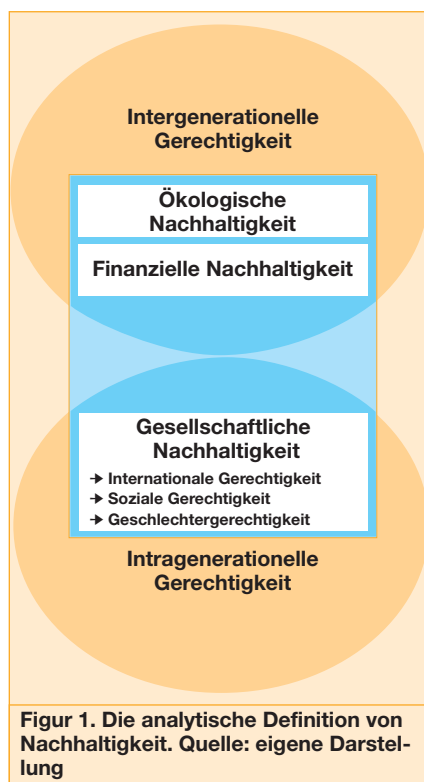 Intergenerationelle
Gerechtigkeit
Ökologische
Nachhaltigkeit
Finanzielle Nachhaltigkeit
Gesellschaftliche
Nachhaltigkeit
→ Internationale Gerechtigkeit
→ Soziale Gerechtigkeit
→ Geschlechtergerechtigkeit
Intragenerationelle
Gerechtigkeit
Figur 1. Die analytische Definition von
Nachhaltigkeit. Quelle: eigene Darstel-
lung